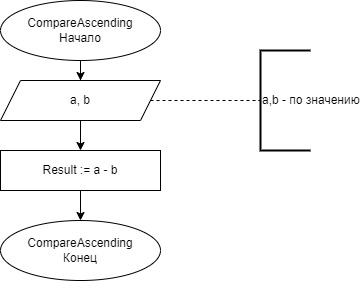 CompareAscending
Начало
a, b
a,b - по значению
Result := a - b
CompareAscending
Конец